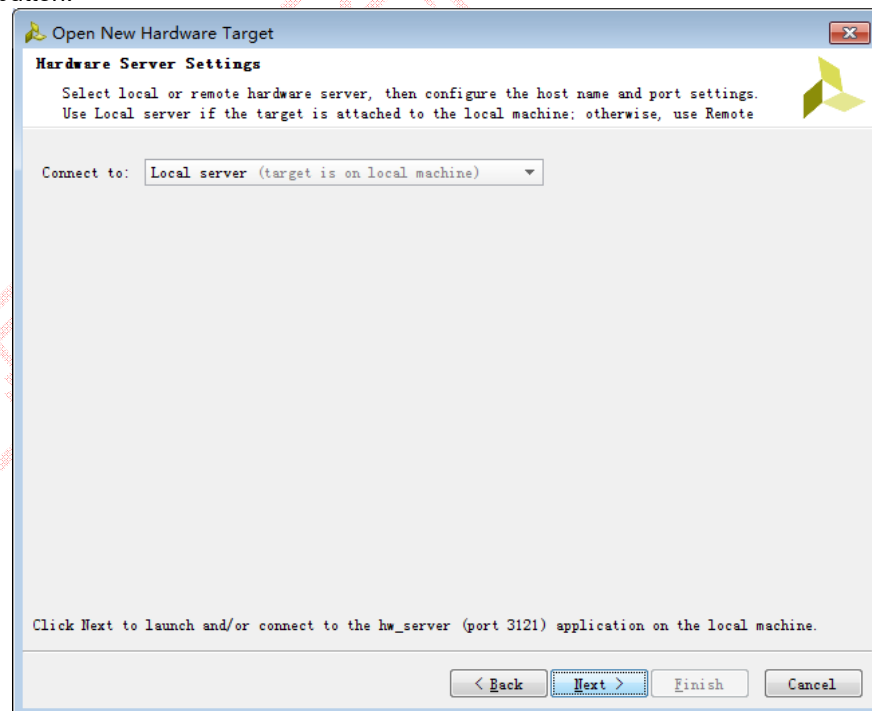 Open New Hardware Target
Hardware Server Settings
Select local or remote hardware server, then configure the host name and port settings.
Use Local server if the target is attached to the local machine; otherwise, use Remote
Connect to: Local server (target is on local machine)
Click Next to launch and/or connect to the hw_server (port 3121) application on the local machine.
< Back Next > Finish Cancel